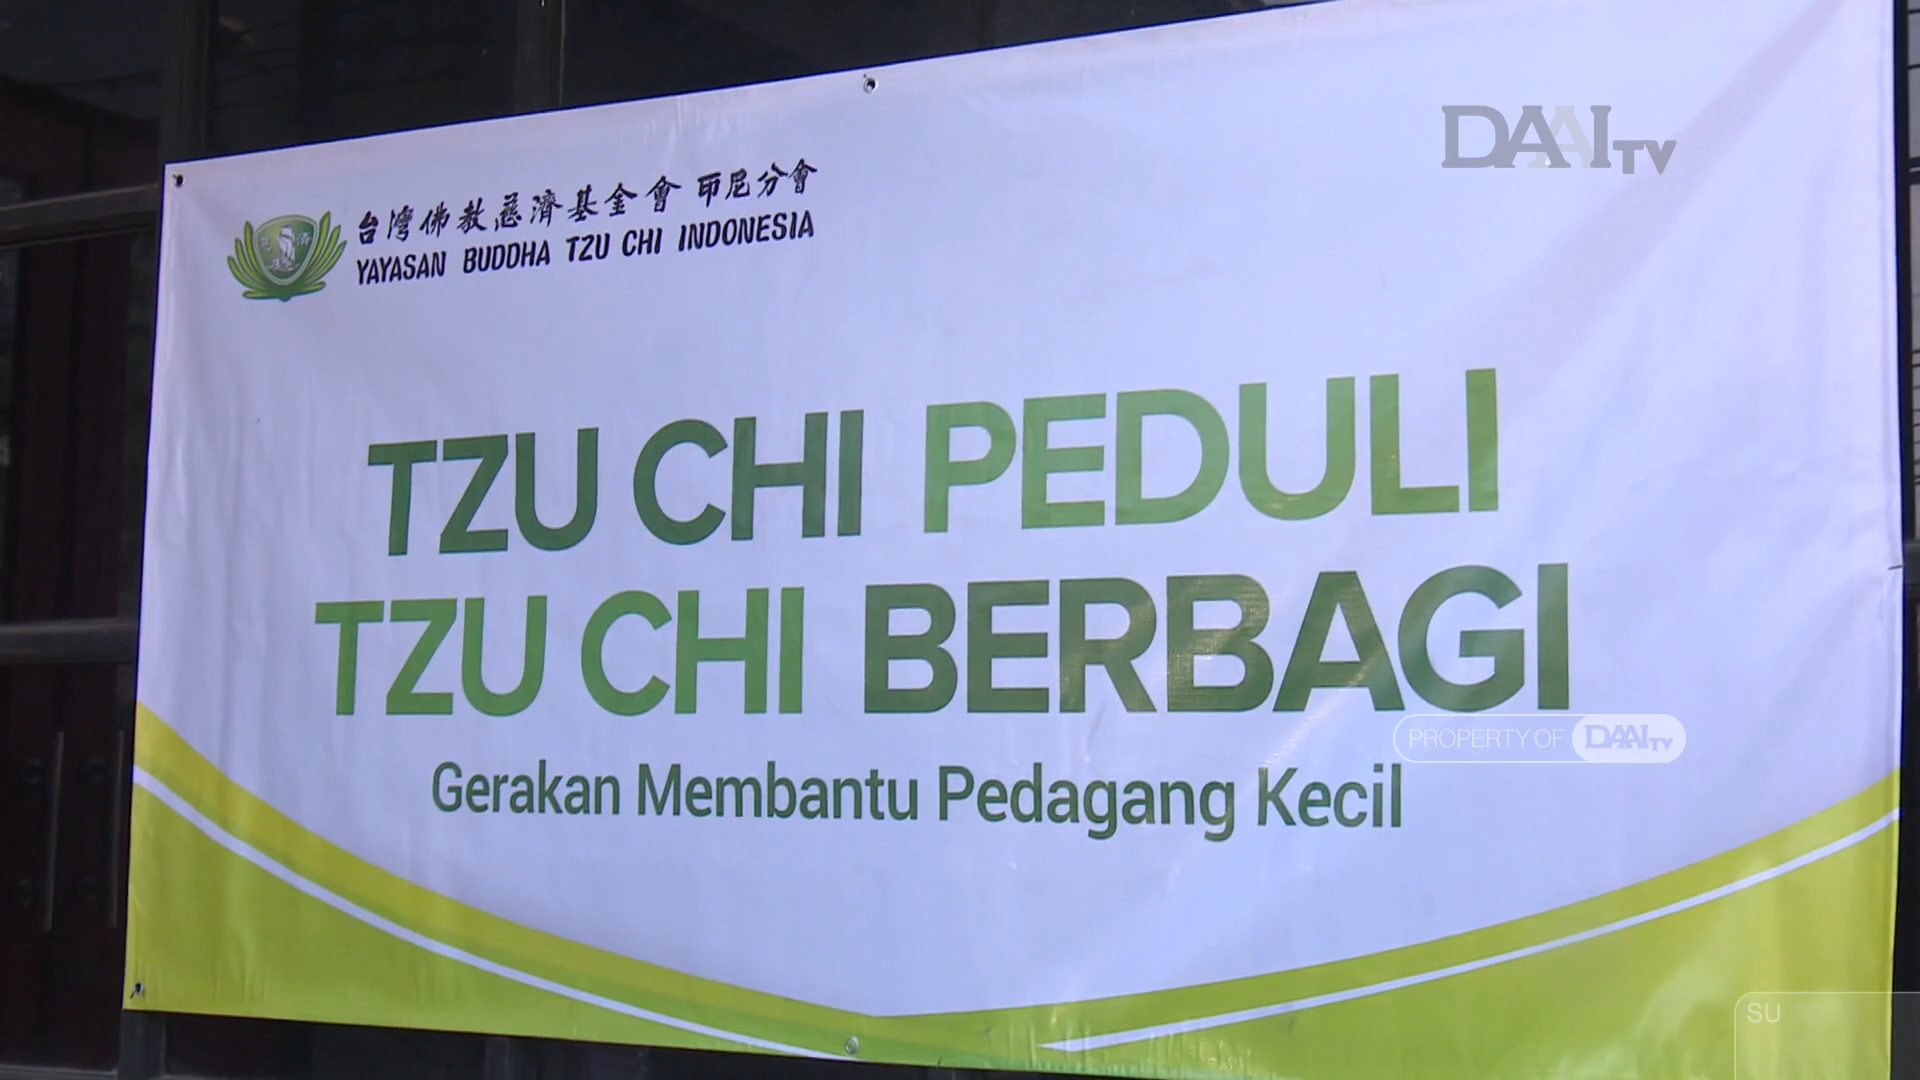 DAAI TV
台灣佛教慈濟基金會 印尼分會
YAYASAN BUDDHA TZU CHI INDONESIA
TZU CHI PEDULI
TZU CHI BERBAGI
PROPERTY OF DAAI TV
Gerakan Membantu Pedagang Kecil
SU